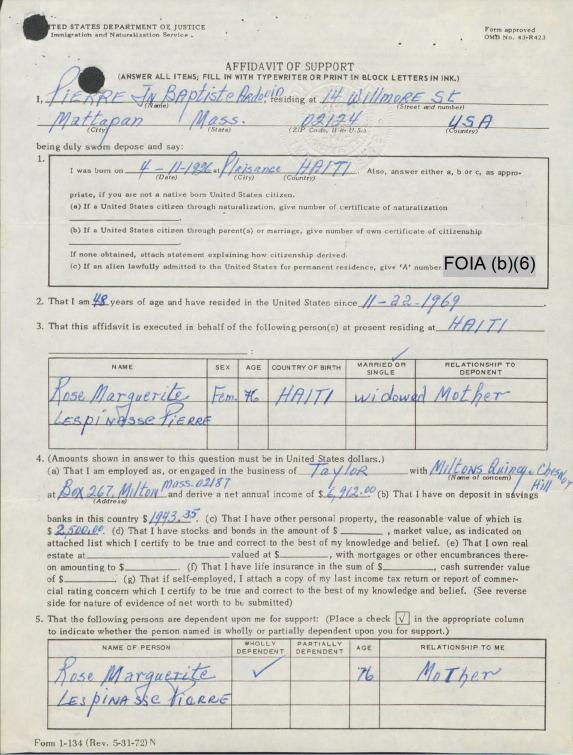 UNITED STATES DEPARTMENT OF JUSTICE
Immigration and Naturalization Service
Form approved
OMB No. 43-R423
AFFIDAVIT OF SUPPORT
(ANSWER ALL ITEMS; FILL IN WITH TYPEWRITER OR PRINT IN BLOCK LETTERS IN INK.)
I, PIERRE JN BAPTISTE Ardoin, residing at 14 Willmore St
(Name) (Street and number)
Mattapan Mass. 02124 USA
(City) (State) (ZIP Code, if in U.S.) (Country)
being duly sworn depose and say:
1.
I was born on 4-11-1926 at Plaisance HAITI. Also, answer either a, b or c, as appro-
(Date) (City) (Country)
priate, if you are not a native born United States citizen.
(a) If a United States citizen through naturalization, give number of certificate of naturalization
(b) If a United States citizen through parent(s) or marriage, give number of own certificate of citizenship
If none obtained, attach statement explaining how citizenship derived.
(c) If an alien lawfully admitted to the United States for permanent residence, give 'A' number FOIA (b)(6)
2. That I am 48 years of age and have resided in the United States since 11-22-1969
3. That this affidavit is executed in behalf of the following person(s) at present residing at HAITI
:
NAME SEX AGE COUNTRY OF BIRTH MARRIED OR SINGLE RELATIONSHIP TO DEPONENT
Rose Marguerite Fem. 76 HAITI widowed Mother
LESPINASSE PIERRE
4. (Amounts shown in answer to this question must be in United States dollars.)
(a) That I am employed as, or engaged in the business of Taylor with Miltons Quincy & Chesnut Hill
(Name of concern)
at Box 267, Milton Mass. 02187 and derive a net annual income of $ 6,912.00 (b) That I have on deposit in savings
(Address)
banks in this country $ 1943.35. (c) That I have other personal property, the reasonable value of which is
$ 2,500.00. (d) That I have stocks and bonds in the amount of $ , market value, as indicated on
attached list which I certify to be true and correct to the best of my knowledge and belief. (e) That I own real
estate at valued at $ , with mortgages or other encumbrances there-
on amounting to $ . (f) That I have life insurance in the sum of $ , cash surrender value
of $ . (g) That if self-employed, I attach a copy of my last income tax return or report of commer-
cial rating concern which I certify to be true and correct to the best of my knowledge and belief. (See reverse
side for nature of evidence of net worth to be submitted)
5. That the following persons are dependent upon me for support: (Place a check √ in the appropriate column
to indicate whether the person named is wholly or partially dependent upon you for support.)
NAME OF PERSON WHOLLY DEPENDENT PARTIALLY DEPENDENT AGE RELATIONSHIP TO ME
Rose Marguerite ✓ 76 Mother
LESPINASSE PIERRE
Form I-134 (Rev. 5-31-72) N